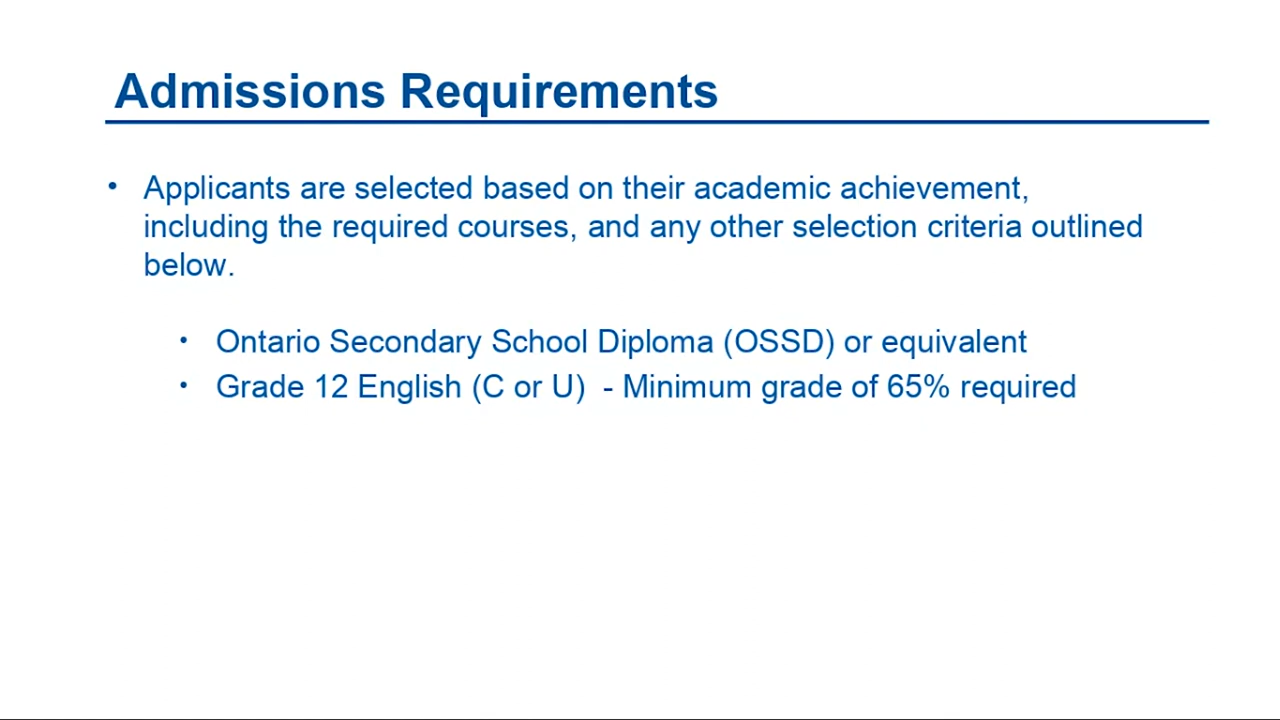 Admissions Requirements
• Applicants are selected based on their academic achievement,
including the required courses, and any other selection criteria outlined
below.
• Ontario Secondary School Diploma (OSSD) or equivalent
• Grade 12 English (C or U)  - Minimum grade of 65% required